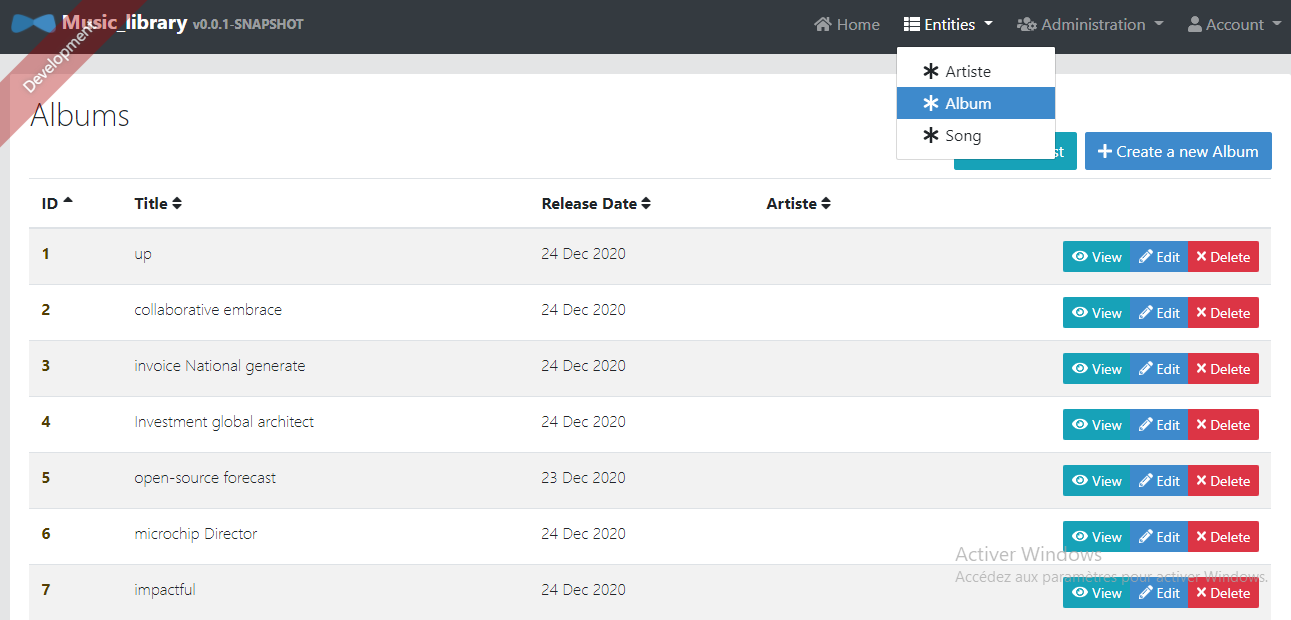 Music_library v0.0.1-SNAPSHOT Home Entities Administration Account
Development
Artiste
Album
Song
Albums
Create a new Album
ID Title Release Date Artiste
1 up 24 Dec 2020 View Edit Delete
2 collaborative embrace 24 Dec 2020 View Edit Delete
3 invoice National generate 24 Dec 2020 View Edit Delete
4 Investment global architect 24 Dec 2020 View Edit Delete
5 open-source forecast 23 Dec 2020 View Edit Delete
6 microchip Director 24 Dec 2020 View Edit Delete
Activer Windows
Accédez aux paramètres pour activer Windows.
7 impactful 24 Dec 2020 View Edit Delete